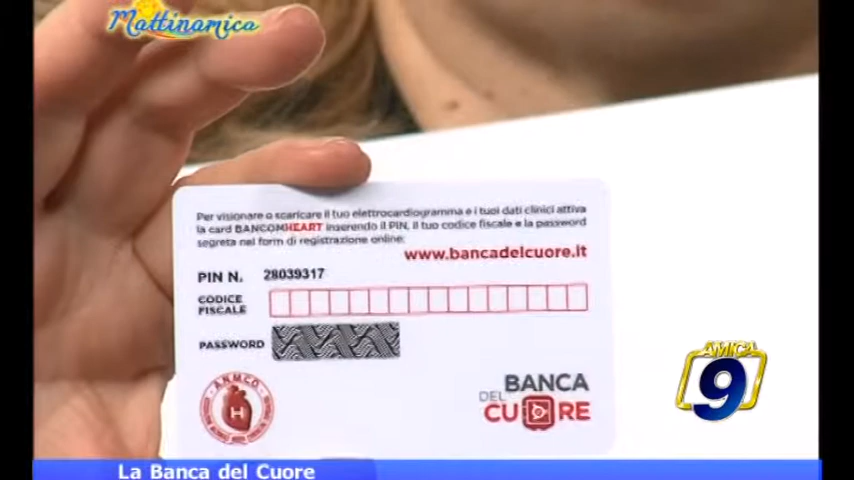 Mattinamica
Per visionare o scaricare il tuo elettrocardiogramma e i tuoi dati clinici attiva
la card BANCOMHEART inserendo il PIN, il tuo codice fiscale e la password
segreta nel form di registrazione online:
www.bancadelcuore.it
PIN N. 28039317
CODICE
FISCALE
PASSWORD
A.N.M.C.O.
H
BANCA
DEL
CUORE
AMICA
9
La Banca del Cuore